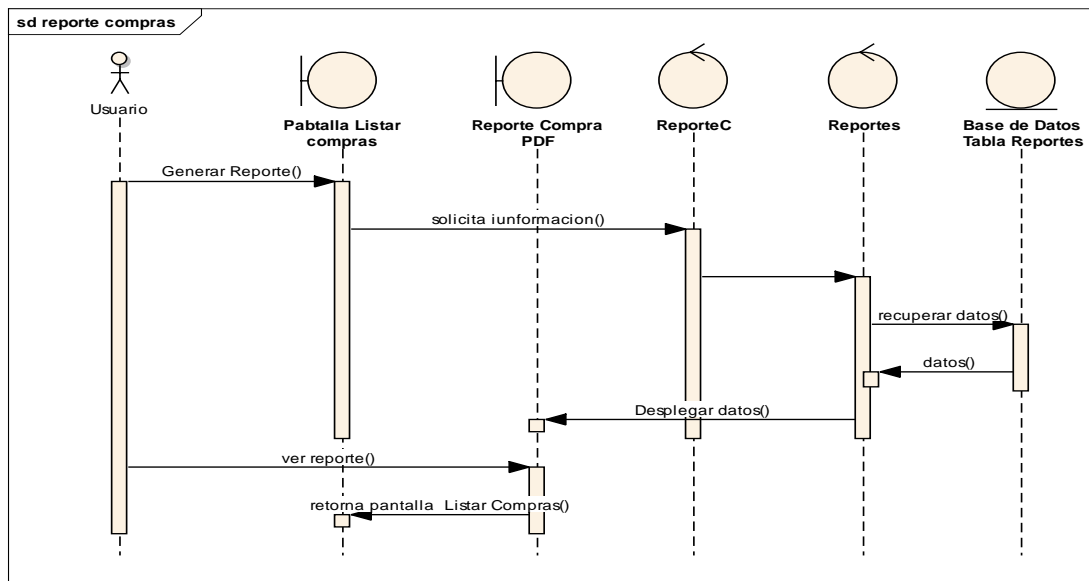 sd reporte compras
Usuario
Pabtalla Listar
compras
Reporte Compra
PDF
ReporteC
Reportes
Base de Datos
Tabla Reportes
Generar Reporte()
solicita iunformacion()
recuperar datos()
datos()
Desplegar datos()
ver reporte()
retorna pantalla Listar Compras()